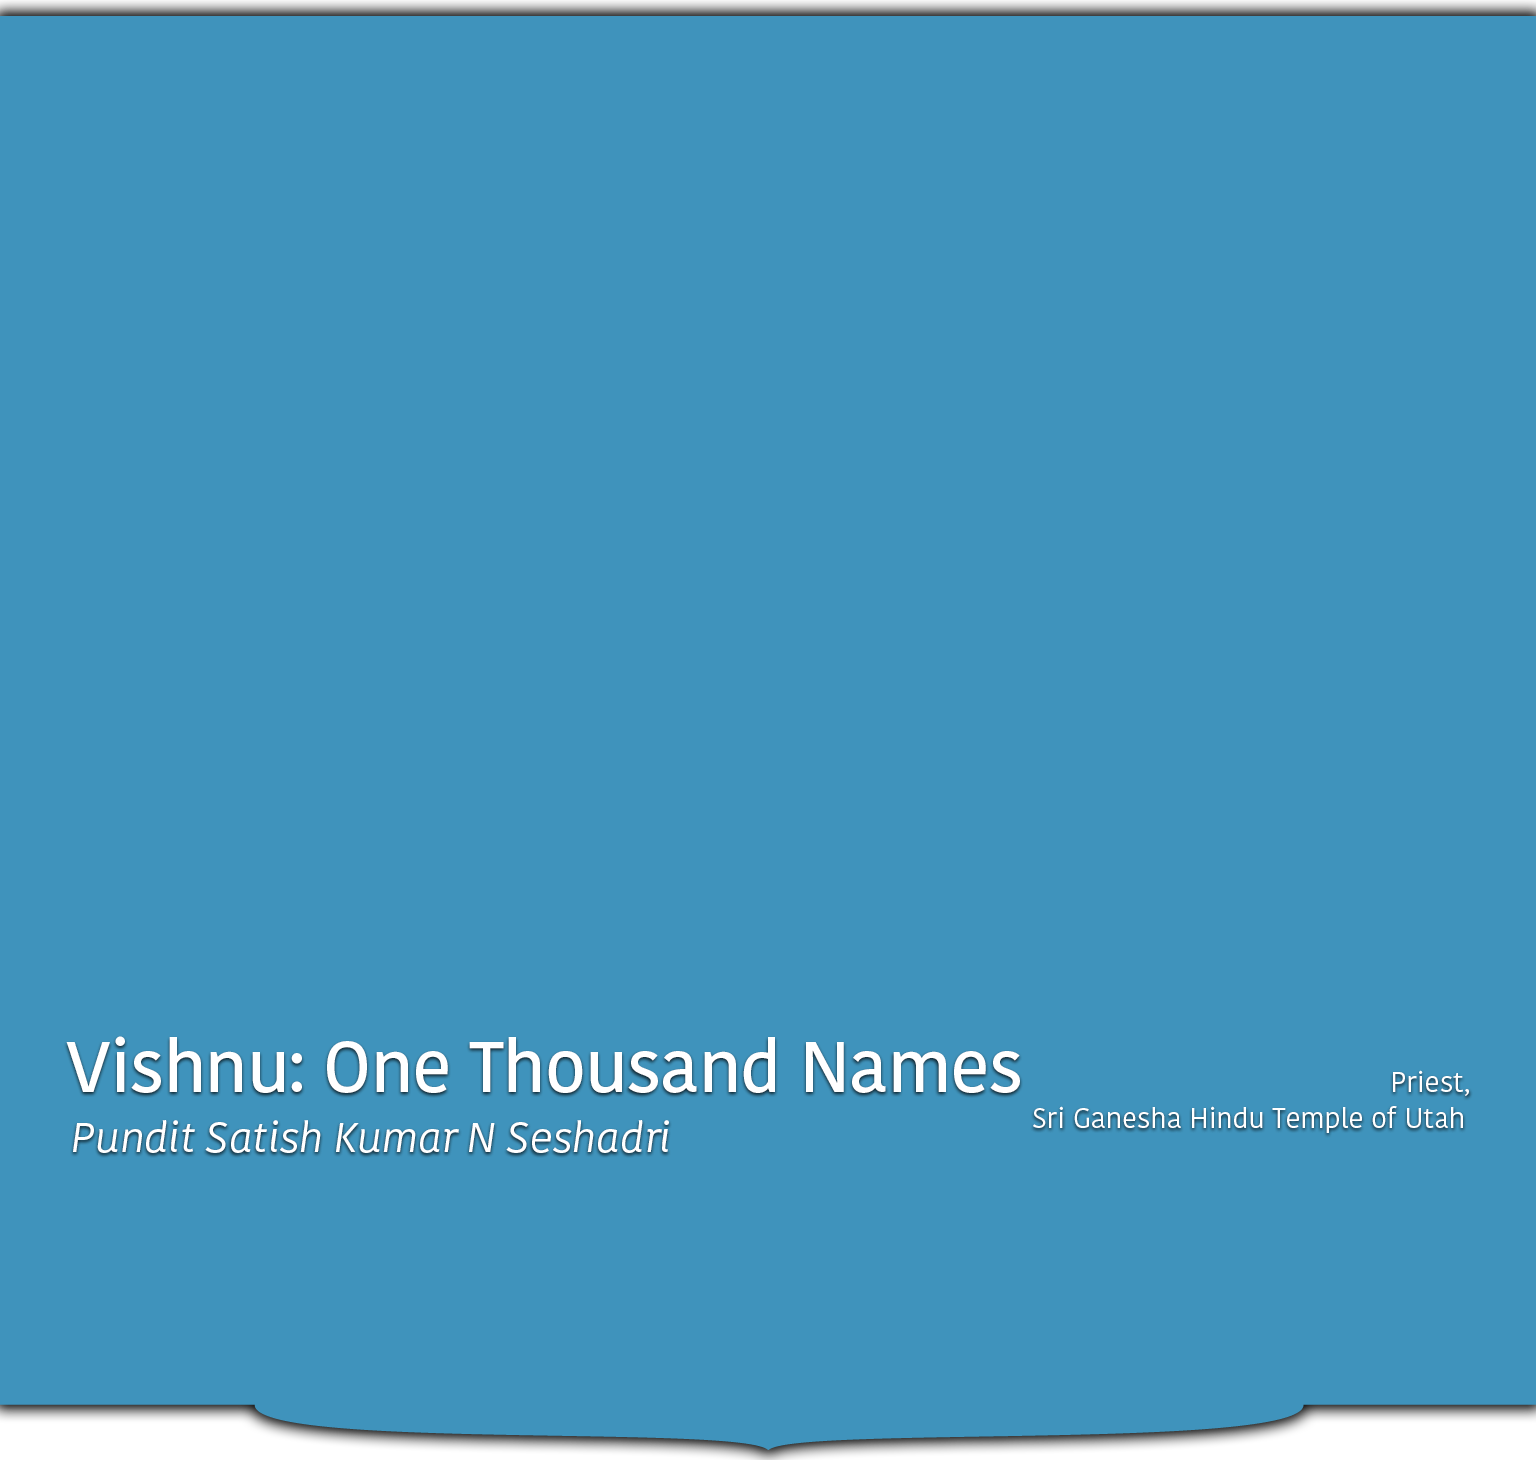 Vishnu: One Thousand Names
Pundit Satish Kumar N Seshadri
Priest,
Sri Ganesha Hindu Temple of Utah